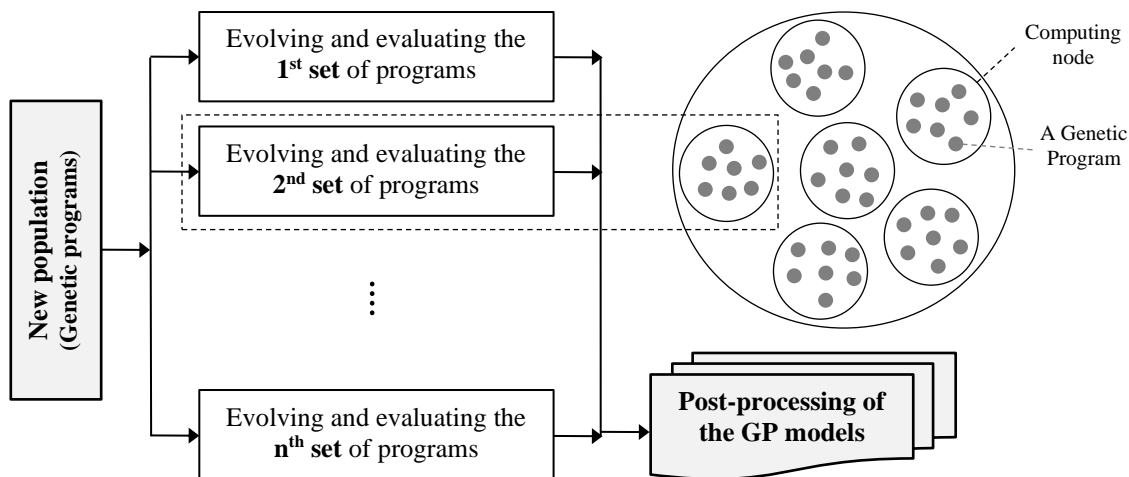 New population
(Genetic programs)
Evolving and evaluating the
1st set of programs
Evolving and evaluating the
2nd set of programs
Evolving and evaluating the
nth set of programs
Computing
node
A Genetic
Program
Post-processing of
the GP models